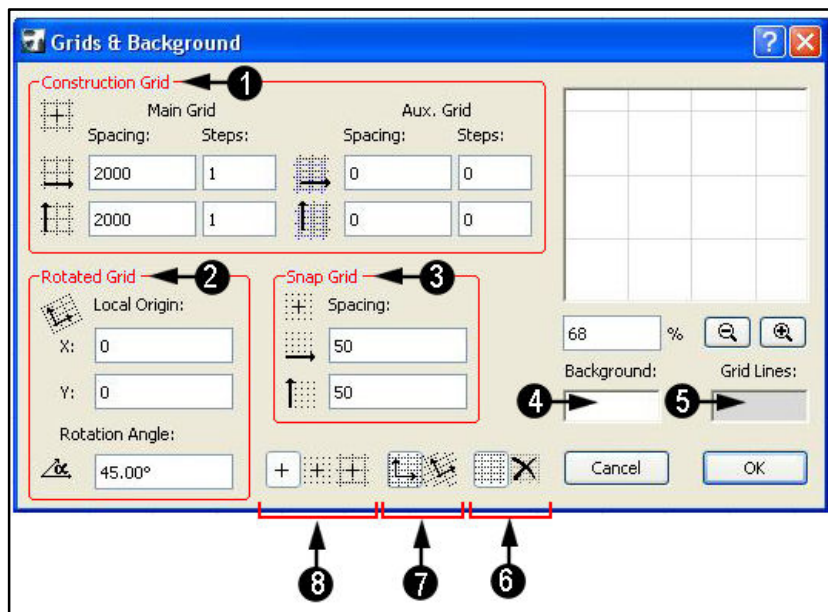 Grids & Background
Construction Grid 1
Main Grid Aux. Grid
Spacing: Steps: Spacing: Steps:
2000 1 0 0
2000 1 0 0
Rotated Grid 2
Local Origin:
X: 0
Y: 0
Rotation Angle:
α 45.00°
Snap Grid 3
Spacing:
50
50
68 %
Background: Grid Lines:
4 5
Cancel OK
8 7 6